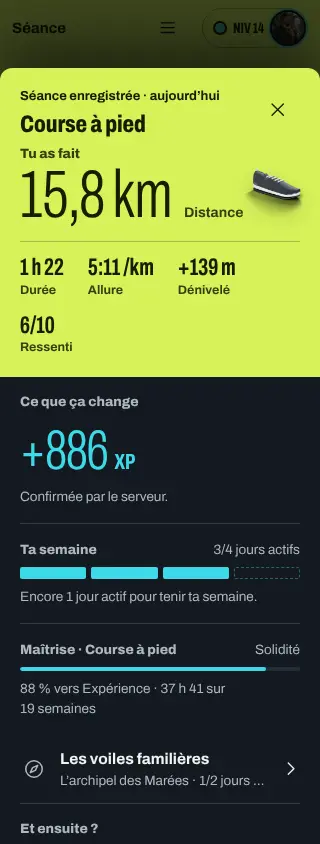 Séance
NIV 14
Séance enregistrée · aujourd’hui
Course à pied
Tu as fait
15,8 km Distance
1 h 22 5:11 /km +139 m
Durée Allure Dénivelé
6/10
Ressenti
Ce que ça change
+886 XP
Confirmée par le serveur.
Ta semaine 3/4 jours actifs
Encore 1 jour actif pour tenir ta semaine.
Maîtrise · Course à pied Solidité
88 % vers Expérience · 37 h 41 sur
19 semaines
Les voiles familières
L’archipel des Marées · 1/2 jours ...
Et ensuite ?